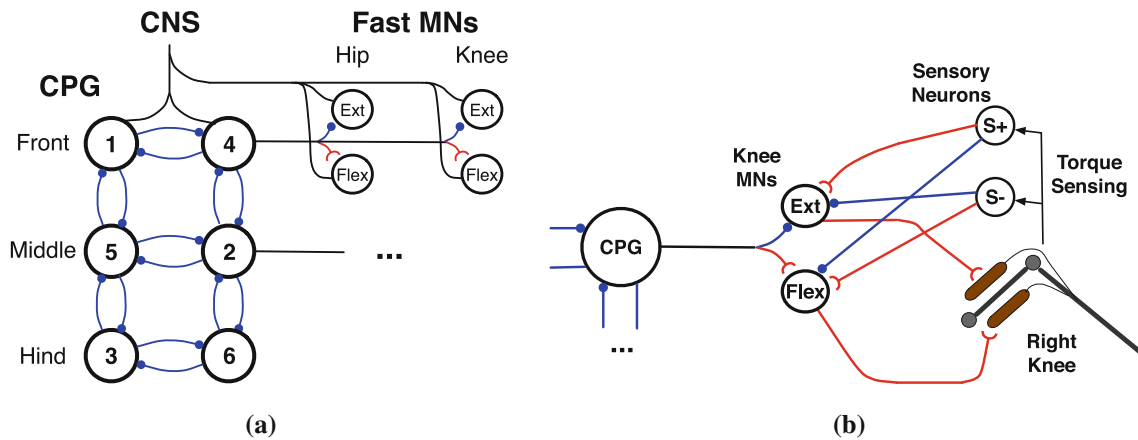 CNS
Fast MNs
Hip
Knee
CPG
Ext
Ext
Front
1
4
Flex
Flex
Middle
5
2
...
Hind
3
6
(a)
Sensory
Neurons
S+
Knee
MNs
Torque
Sensing
S-
Ext
CPG
Flex
...
Right
Knee
(b)